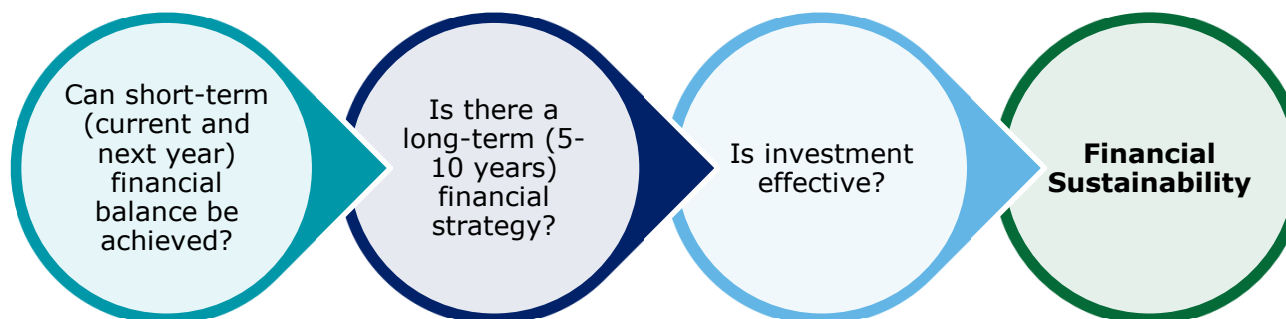 Can short-term
(current and
next year)
financial
balance be
achieved?
Is there a
long-term (5-
10 years)
financial
strategy?
Is investment
effective?
Financial
Sustainability